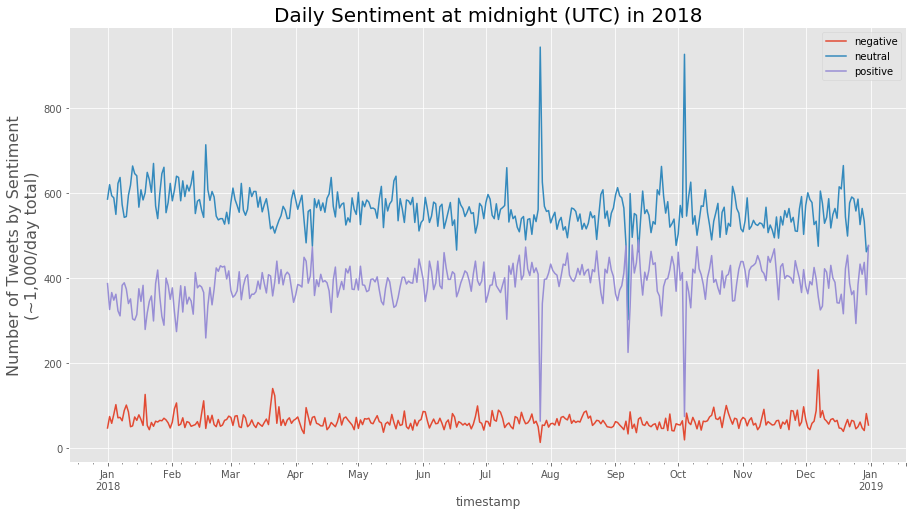 Daily Sentiment at midnight (UTC) in 2018
negative
neutral
positive
Number of Tweets by Sentiment
(~1,000/day total)
800
600
400
200
0
Jan Feb Mar Apr May Jun Jul Aug Sep Oct Nov Dec Jan
2018 2019
timestamp